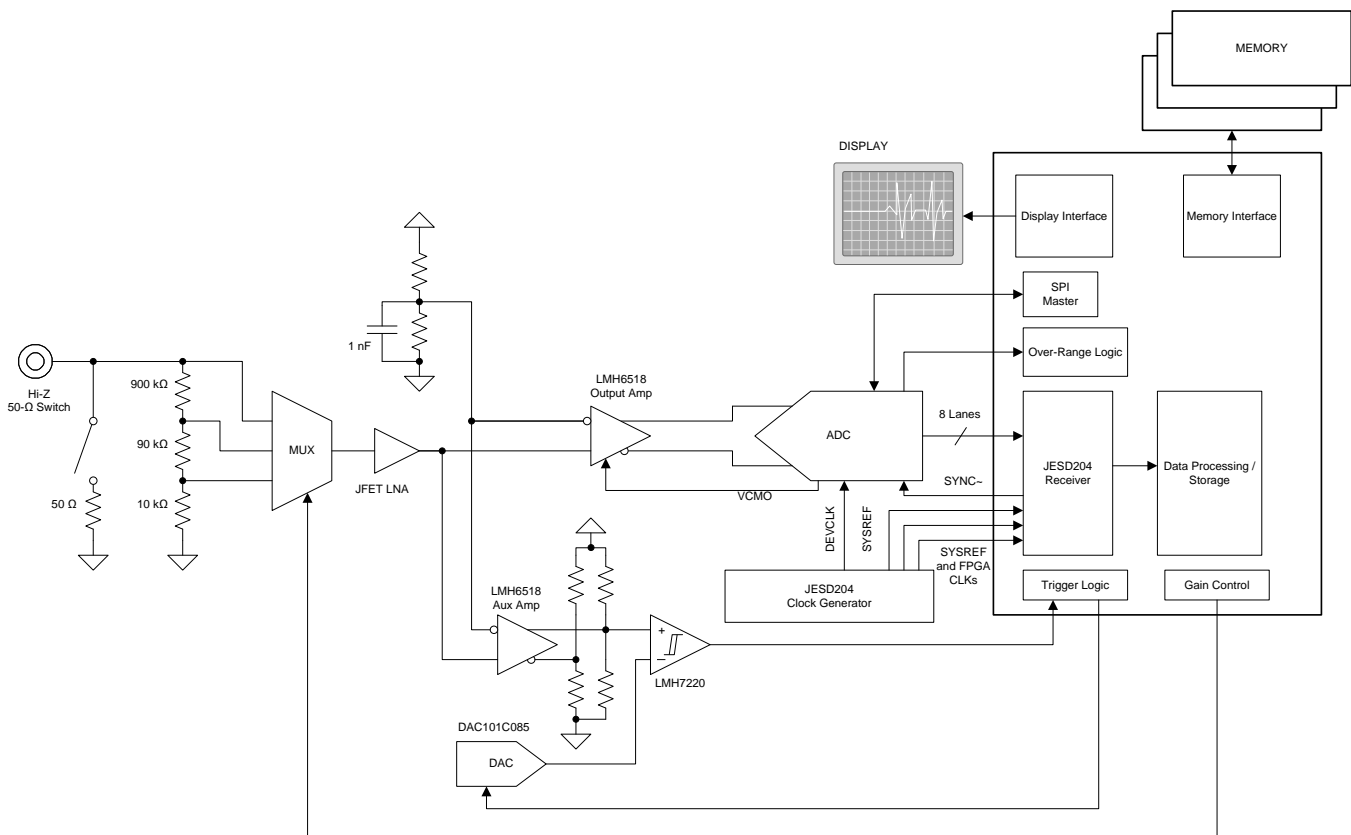 MEMORY
DISPLAY
Display Interface
Memory Interface
SPI
Master
1 nF
Over-Range Logic
Hi-Z
50-Ω Switch
900 kΩ
LMH6518
Output Amp
8 Lanes
90 kΩ
MUX
ADC
JESD204
Receiver
Data Processing /
Storage
JFET LNA
SYNC~
50 Ω
10 kΩ
VCMO
DEVCLK
SYSREF
SYSREF
and FPGA
CLKs
LMH6518
Aux Amp
JESD204
Clock Generator
Trigger Logic
Gain Control
+
−
LMH7220
DAC101C085
DAC